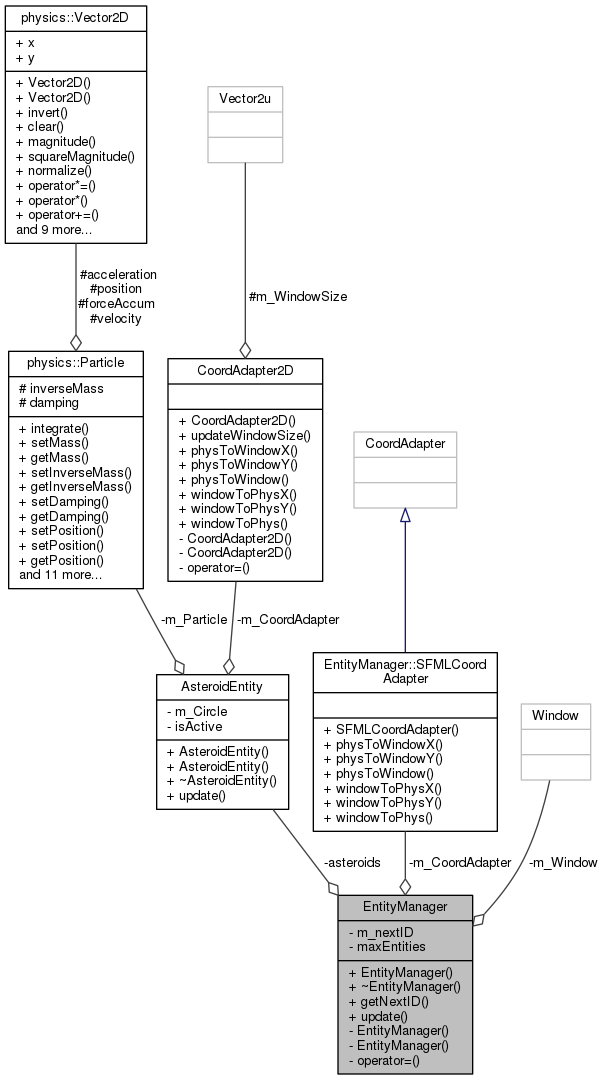 physics::Vector2D
+ x
+ y
+ Vector2D()
+ Vector2D()
+ invert()
+ clear()
+ magnitude()
+ squareMagnitude()
+ normalize()
+ operator*=()
+ operator*()
+ operator+=()
and 9 more...
Vector2u
#acceleration
#position
#forceAccum
#velocity
#m_WindowSize
physics::Particle
# inverseMass
# damping
+ integrate()
+ setMass()
+ getMass()
+ setInverseMass()
+ getInverseMass()
+ setDamping()
+ getDamping()
+ setPosition()
+ setPosition()
+ getPosition()
and 11 more...
CoordAdapter2D
+ CoordAdapter2D()
+ updateWindowSize()
+ physToWindowX()
+ physToWindowY()
+ physToWindow()
+ windowToPhysX()
+ windowToPhysY()
+ windowToPhys()
- CoordAdapter2D()
- CoordAdapter2D()
- operator=()
CoordAdapter
-m_Particle
-m_CoordAdapter
AsteroidEntity
- m_Circle
- isActive
+ AsteroidEntity()
+ AsteroidEntity()
+ ~AsteroidEntity()
+ update()
EntityManager::SFMLCoord
Adapter
+ SFMLCoordAdapter()
+ physToWindowX()
+ physToWindowY()
+ physToWindow()
+ windowToPhysX()
+ windowToPhysY()
+ windowToPhys()
Window
-asteroids
-m_CoordAdapter
-m_Window
EntityManager
- m_nextID
- maxEntities
+ EntityManager()
+ ~EntityManager()
+ getNextID()
+ update()
- EntityManager()
- EntityManager()
- operator=()